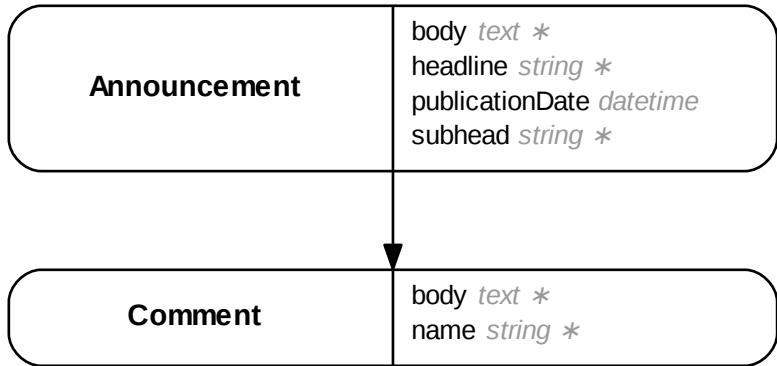 Announcement
body text ∗
headline string ∗
publicationDate datetime
subhead string ∗
Comment
body text ∗
name string ∗